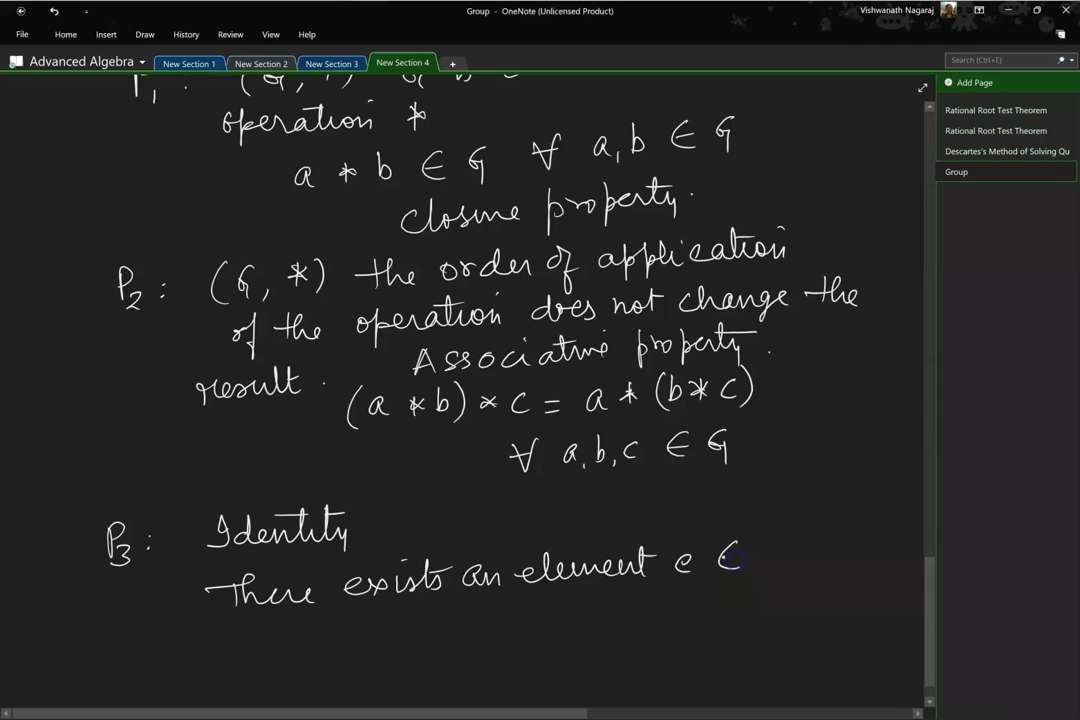 Group - OneNote (Unlicensed Product)
Vishwanath Nagaraj
File Home Insert Draw History Review View Help
Advanced Algebra New Section 1 New Section 2 New Section 3 New Section 4
Search (Ctrl+E)
Add Page
Rational Root Test Theorem
Rational Root Test Theorem
Descartes's Method of Solving Qu
Group
P₁ :
operation *
a * b ∈ G ∀ a, b ∈ G
Closure property.
P₂ : (G, *) the order of application
of the operation does not change the
result. Associative property.
(a * b) * c = a * (b * c)
∀ a, b, c ∈ G
P₃ : Identity
There exists an element e ∈